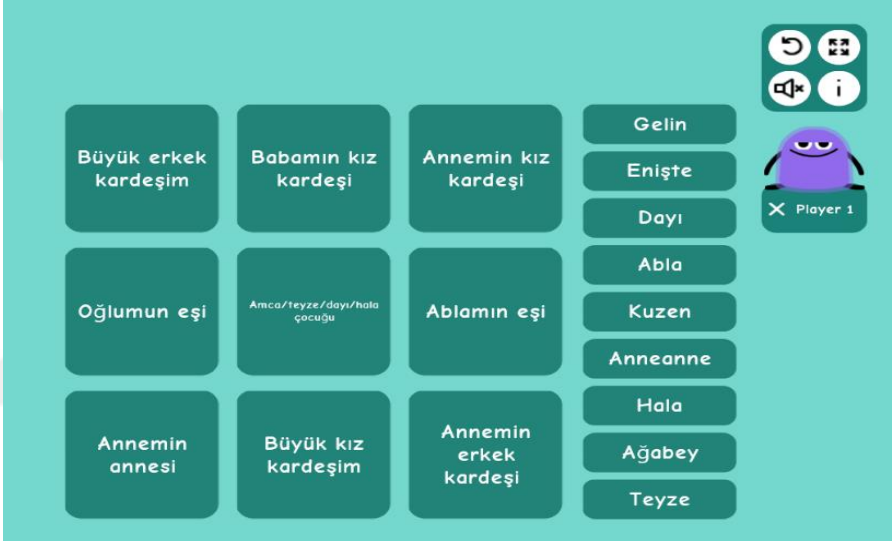 Büyük erkek
kardeşim
Babamın kız
kardeşi
Annemin kız
kardeşi
Oğlumun eşi
Amca/teyze/dayı/hala
çocuğu
Ablamın eşi
Annemin
annesi
Büyük kız
kardeşim
Annemin
erkek
kardeşi
Gelin
Enişte
Dayı
Abla
Kuzen
Anneanne
Hala
Ağabey
Teyze
i
X Player 1